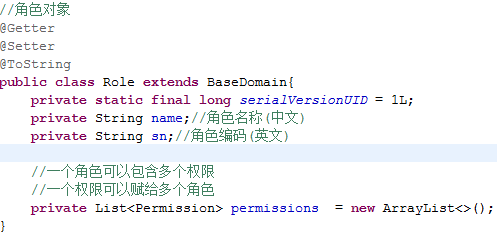 //角色对象
@Getter
@Setter
@ToString
public class Role extends BaseDomain{
    private static final long serialVersionUID = 1L;
    private String name;//角色名称(中文)
    private String sn;//角色编码(英文)
    //一个角色可以包含多个权限
    //一个权限可以赋给多个角色
    private List<Permission> permissions  = new ArrayList<>();
}